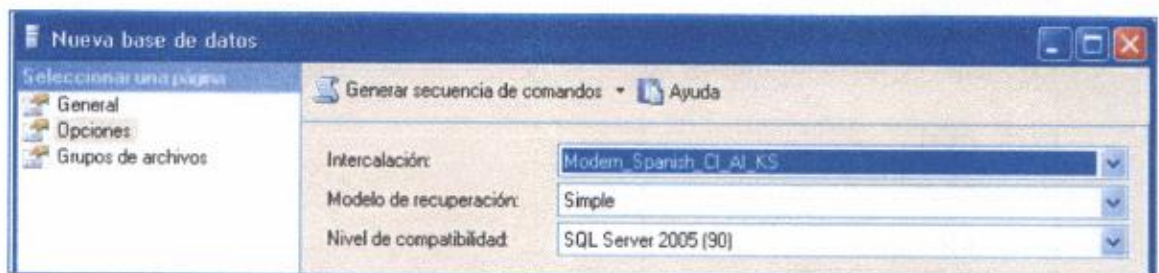 Nueva base de datos
Seleccionar una página
General
Opciones
Grupos de archivos
Generar secuencia de comandos
Ayuda
Intercalación:
Modern_Spanish_CI_AI_KS
Modelo de recuperación:
Simple
Nivel de compatibilidad:
SQL Server 2005 (90)